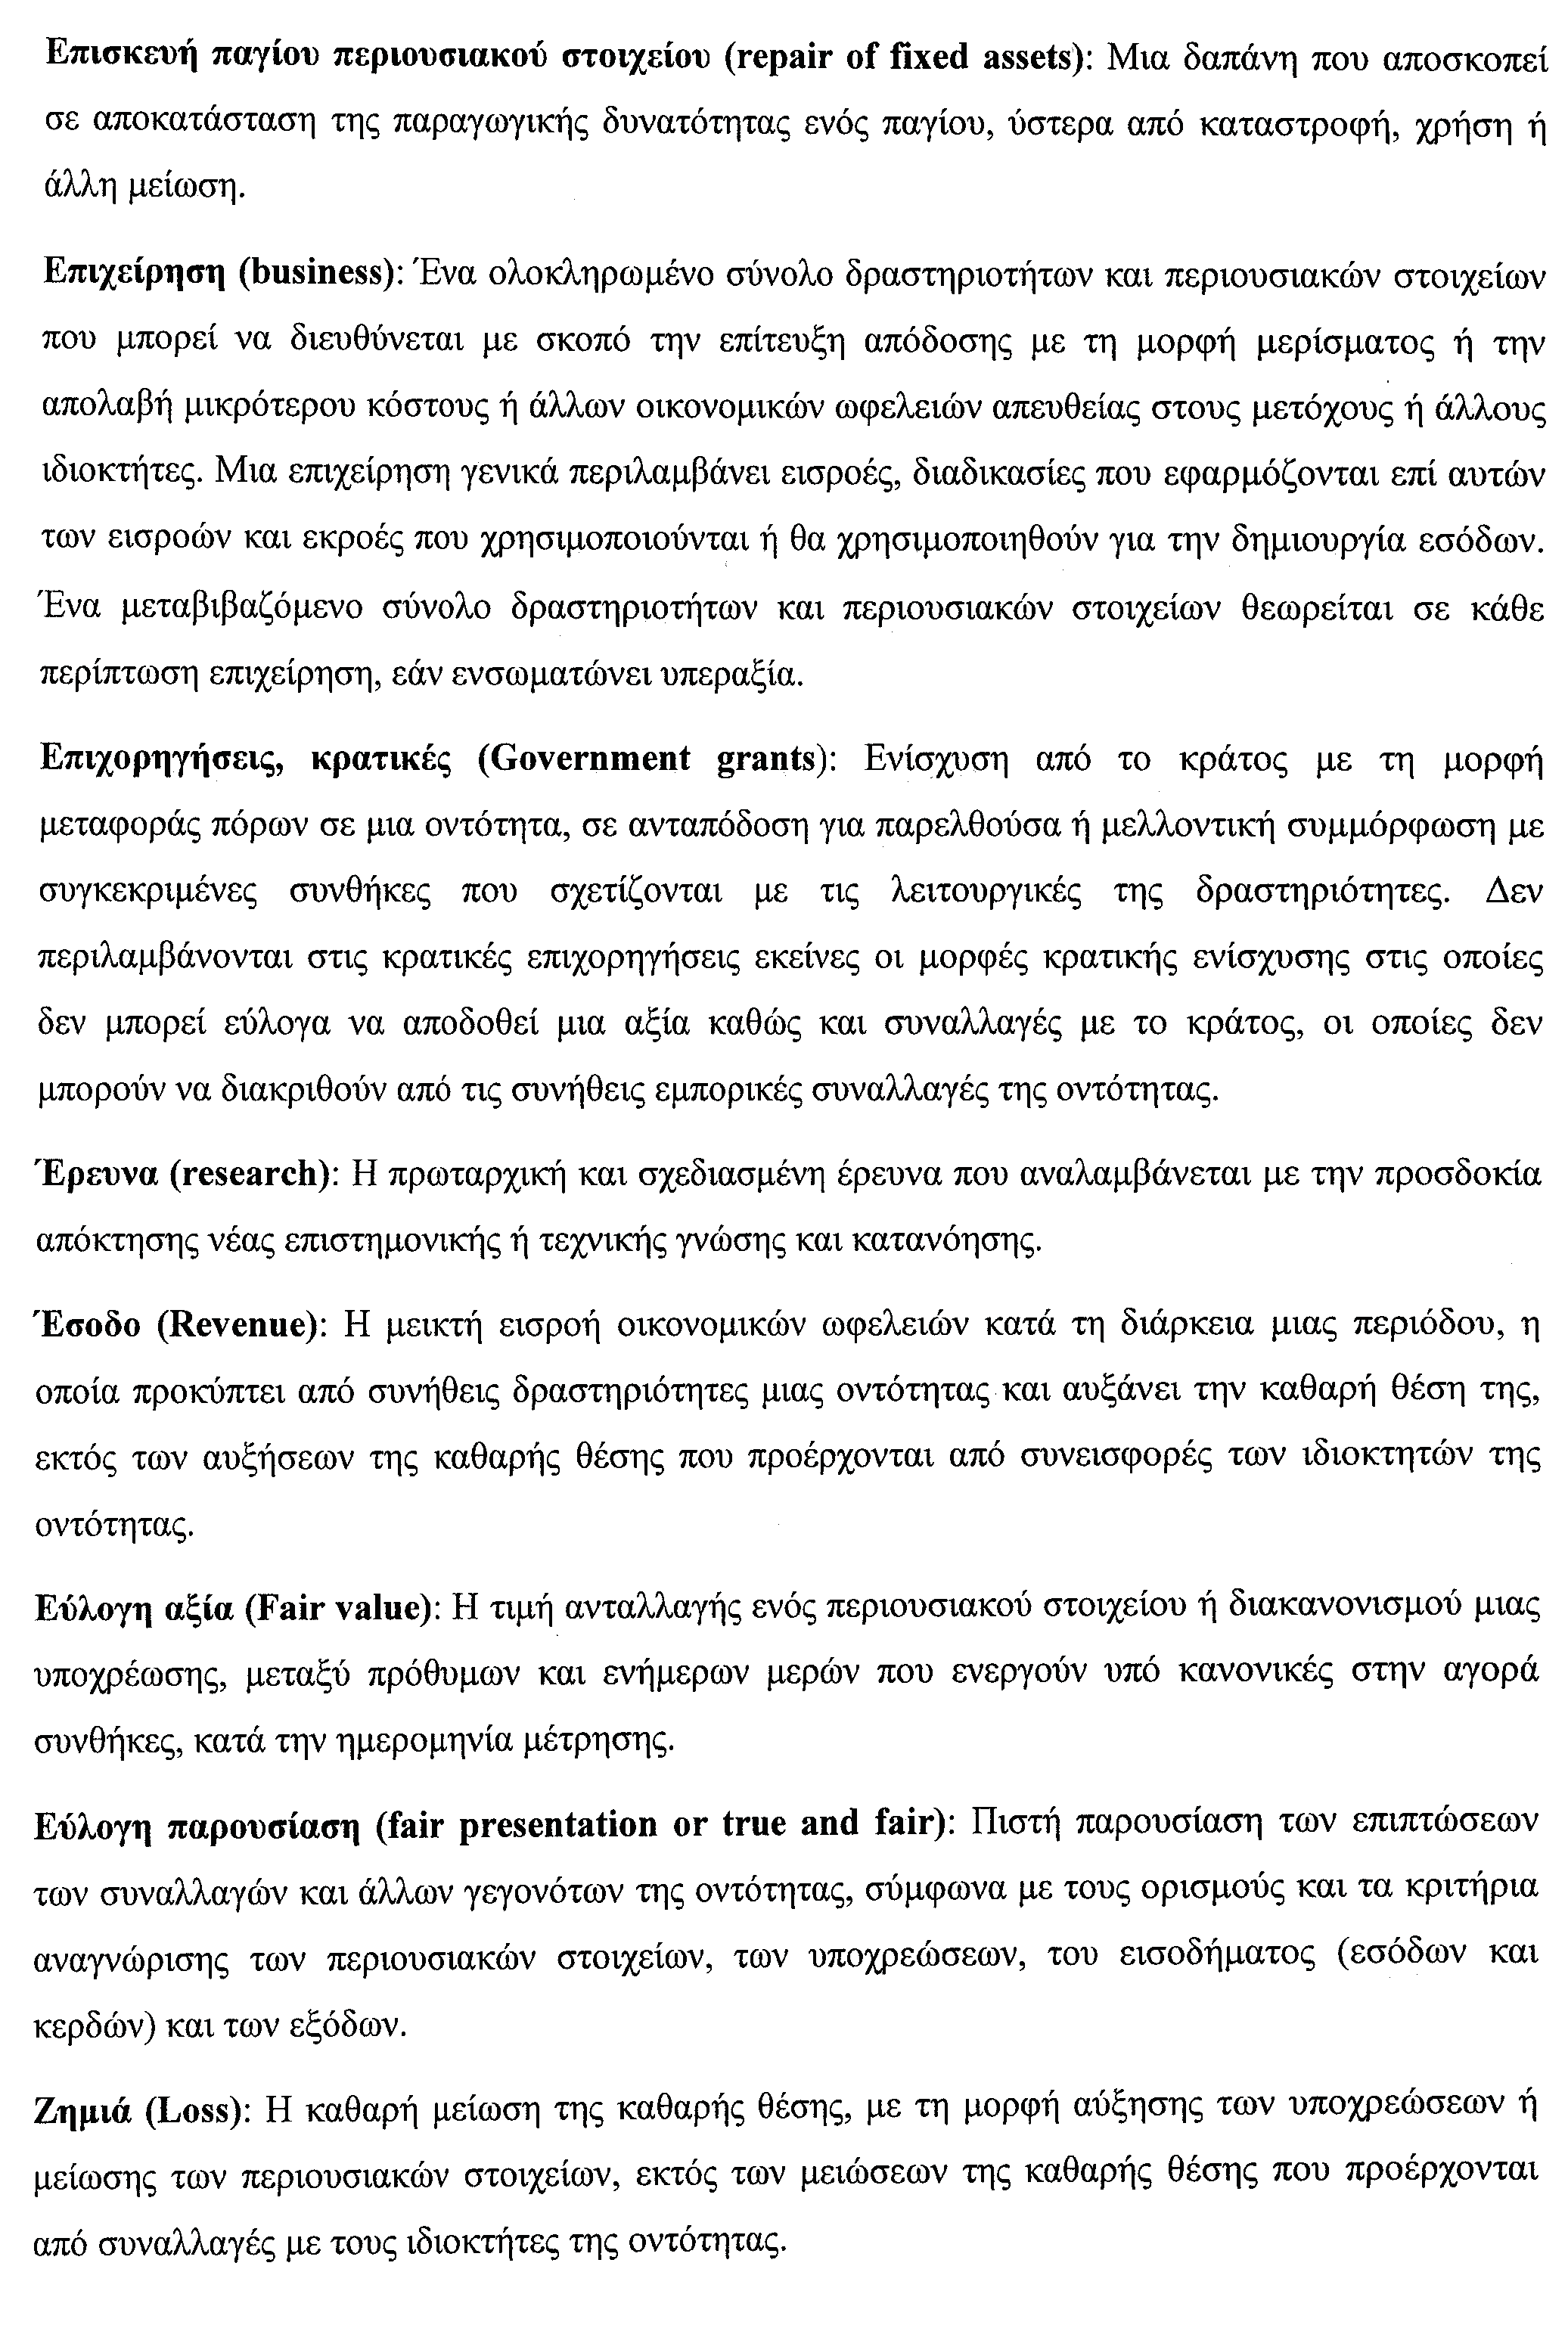 Επισκευή παγίου περιουσιακού στοιχείου (repair of fixed assets): Μια δαπάνη που αποσκοπεί
σε αποκατάσταση της παραγωγικής δυνατότητας ενός παγίου, ύστερα από καταστροφή, χρήση ή
άλλη μείωση.
Επιχείρηση (business): Ένα ολοκληρωμένο σύνολο δραστηριοτήτων και περιουσιακών στοιχείων
που μπορεί να διευθύνεται με σκοπό την επίτευξη απόδοσης με τη μορφή μερίσματος ή την
απολαβή μικρότερου κόστους ή άλλων οικονομικών ωφελειών απευθείας στους μετόχους ή άλλους
ιδιοκτήτες. Μια επιχείρηση γενικά περιλαμβάνει εισροές, διαδικασίες που εφαρμόζονται επί αυτών
των εισροών και εκροές που χρησιμοποιούνται ή θα χρησιμοποιηθούν για την δημιουργία εσόδων.
Ένα μεταβιβαζόμενο σύνολο δραστηριοτήτων και περιουσιακών στοιχείων θεωρείται σε κάθε
περίπτωση επιχείρηση, εάν ενσωματώνει υπεραξία.
Επιχορηγήσεις, κρατικές (Government grants): Ενίσχυση από το κράτος με τη μορφή
μεταφοράς πόρων σε μια οντότητα, σε ανταπόδοση για παρελθούσα ή μελλοντική συμμόρφωση με
συγκεκριμένες συνθήκες που σχετίζονται με τις λειτουργικές της δραστηριότητες. Δεν
περιλαμβάνονται στις κρατικές επιχορηγήσεις εκείνες οι μορφές κρατικής ενίσχυσης στις οποίες
δεν μπορεί εύλογα να αποδοθεί μια αξία καθώς και συναλλαγές με το κράτος, οι οποίες δεν
μπορούν να διακριθούν από τις συνήθεις εμπορικές συναλλαγές της οντότητας.
Έρευνα (research): Η πρωταρχική και σχεδιασμένη έρευνα που αναλαμβάνεται με την προσδοκία
απόκτησης νέας επιστημονικής ή τεχνικής γνώσης και κατανόησης.
Έσοδο (Revenue): Η μεικτή εισροή οικονομικών ωφελειών κατά τη διάρκεια μιας περιόδου, η
οποία προκύπτει από συνήθεις δραστηριότητες μιας οντότητας και αυξάνει την καθαρή θέση της,
εκτός των αυξήσεων της καθαρής θέσης που προέρχονται από συνεισφορές των ιδιοκτητών της
οντότητας.
Εύλογη αξία (Fair value): Η τιμή ανταλλαγής ενός περιουσιακού στοιχείου ή διακανονισμού μιας
υποχρέωσης, μεταξύ πρόθυμων και ενήμερων μερών που ενεργούν υπό κανονικές στην αγορά
συνθήκες, κατά την ημερομηνία μέτρησης.
Εύλογη παρουσίαση (fair presentation or true and fair): Πιστή παρουσίαση των επιπτώσεων
των συναλλαγών και άλλων γεγονότων της οντότητας, σύμφωνα με τους ορισμούς και τα κριτήρια
αναγνώρισης των περιουσιακών στοιχείων, των υποχρεώσεων, του εισοδήματος (εσόδων και
κερδών) και των εξόδων.
Ζημιά (Loss): Η καθαρή μείωση της καθαρής θέσης, με τη μορφή αύξησης των υποχρεώσεων ή
μείωσης των περιουσιακών στοιχείων, εκτός των μειώσεων της καθαρής θέσης που προέρχονται
από συναλλαγές με τους ιδιοκτήτες της οντότητας.